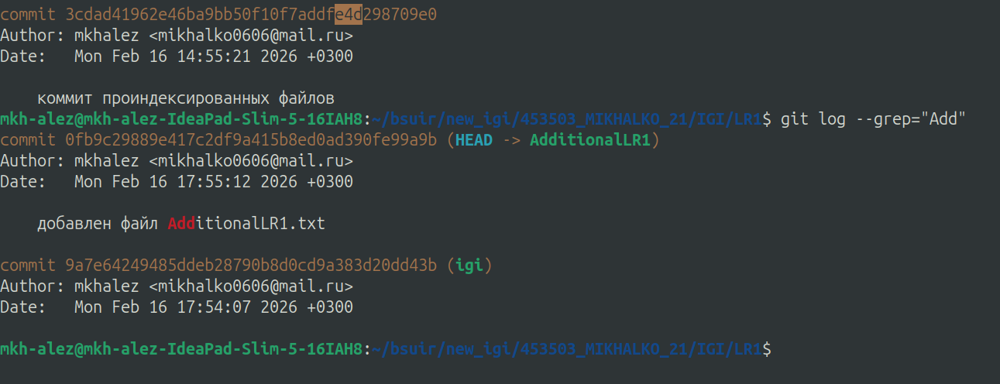 commit 3cdad41962e46ba9bb50f10f7addfe4d298709e0
Author: mkhalez <mikhalko0606@mail.ru>
Date:   Mon Feb 16 14:55:21 2026 +0300
коммит проиндексированных файлов
mkh-alez@mkh-alez-IdeaPad-Slim-5-16IAH8:~/bsuir/new_igi/453503_MIKHALKO_21/IGI/LR1$ git log --grep="Add"
commit 0fb9c29889e417c2df9a415b8ed0ad390fe99a9b (HEAD -> AdditionalLR1)
Author: mkhalez <mikhalko0606@mail.ru>
Date:   Mon Feb 16 17:55:12 2026 +0300
добавлен файл AdditionalLR1.txt
commit 9a7e64249485ddeb28790b8d0cd9a383d20dd43b (igi)
Author: mkhalez <mikhalko0606@mail.ru>
Date:   Mon Feb 16 17:54:07 2026 +0300
mkh-alez@mkh-alez-IdeaPad-Slim-5-16IAH8:~/bsuir/new_igi/453503_MIKHALKO_21/IGI/LR1$